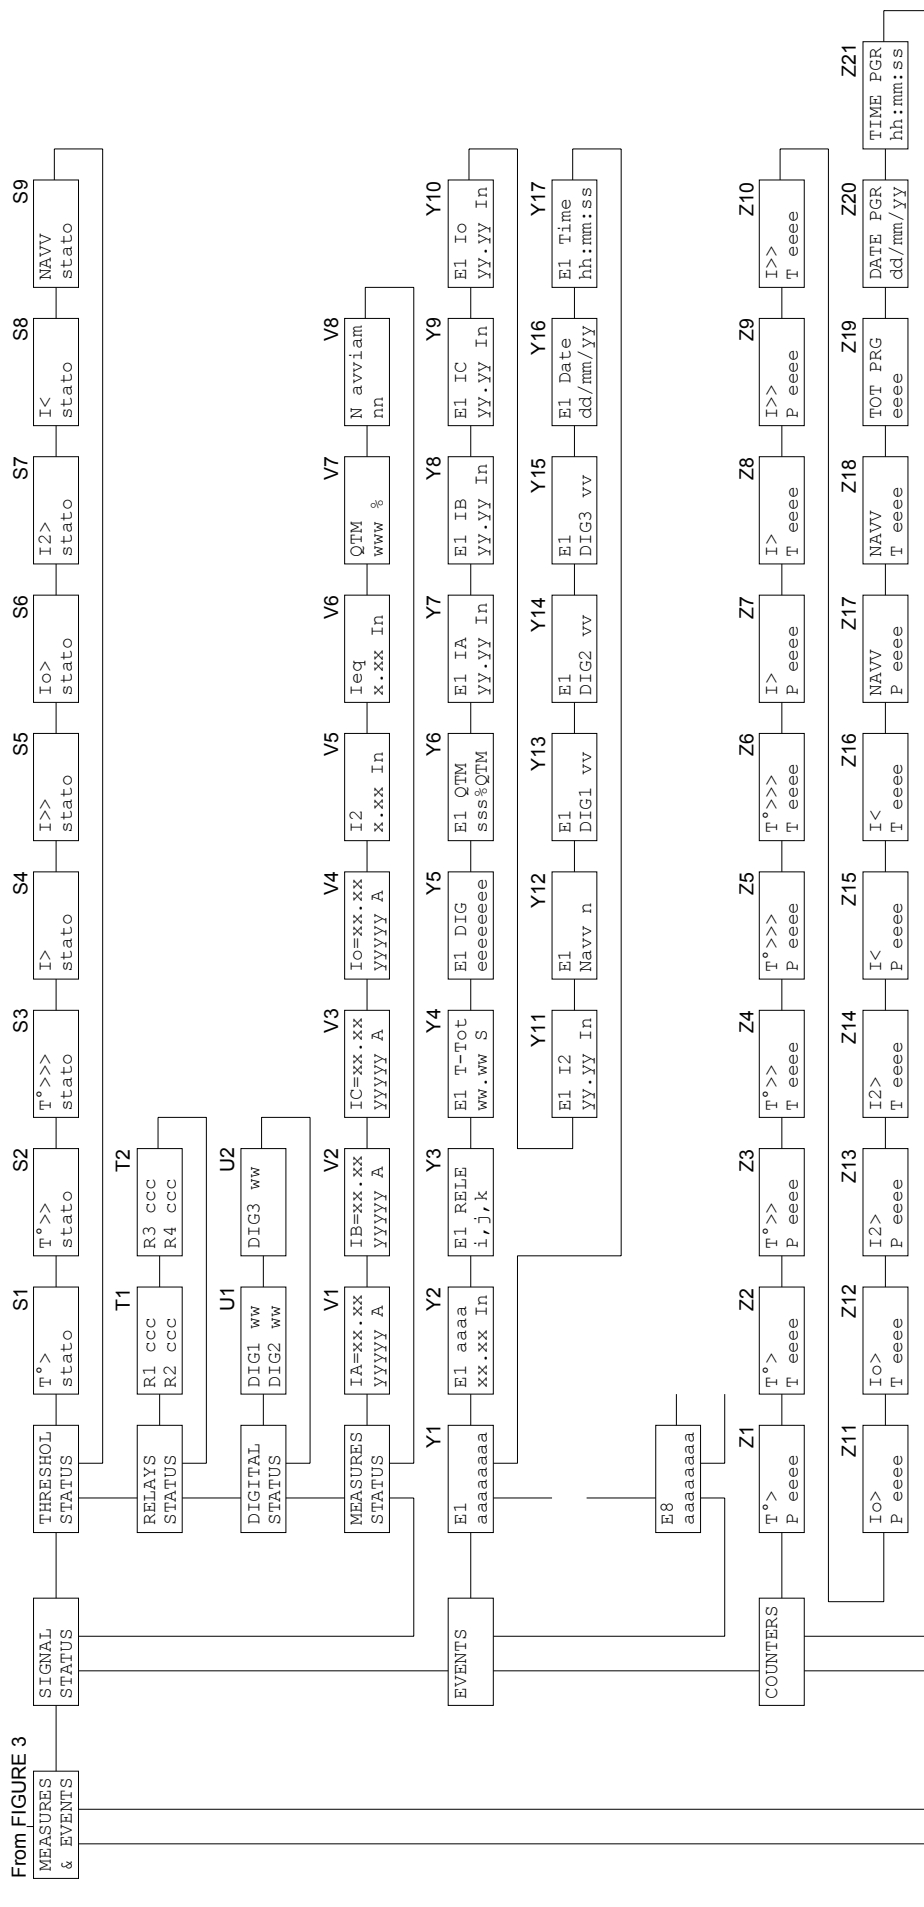 From FIGURE 3
MEASURES
& EVENTS
SIGNAL
STATUS
THRESHOL
STATUS
S1
T°>
stato
S2
T°>>
stato
S3
T°>>>
stato
S4
I>
stato
S5
I>>
stato
S6
Io>
stato
S7
I2>
stato
S8
I<
stato
S9
NAVV
stato
RELAYS
STATUS
T1
R1 ccc
R2 ccc
T2
R3 ccc
R4 ccc
DIGITAL
STATUS
U1
DIG1 ww
DIG2 ww
U2
DIG3 ww
MEASURES
STATUS
V1
IA=xx.xx
yyyyy A
V2
IB=xx.xx
yyyyy A
V3
IC=xx.xx
yyyyy A
V4
Io=xx.xx
yyyyy A
V5
I2
x.xx In
V6
Ieq
x.xx In
V7
QTM
www %
V8
N avviam
nn
EVENTS
Y1
E1
aaaaaaaa
Y2
E1 aaaa
xx.xx In
Y3
E1 RELE
i,j,k
Y4
E1 T-Tot
ww.ww S
Y5
E1 DIG
eeeeeeee
Y6
E1 QTM
sss%QTM
Y7
E1 IA
yy.yy In
Y8
E1 IB
yy.yy In
Y9
E1 IC
yy.yy In
Y10
E1 Io
yy.yy In
Y11
E1 I2
yy.yy In
Y12
E1
Navv n
Y13
E1
DIG1 vv
Y14
E1
DIG2 vv
Y15
E1
DIG3 vv
Y16
E1 Date
dd/mm/yy
Y17
E1 Time
hh:mm:ss
E8
aaaaaaaa
COUNTERS
Z1
T°>
P eeee
Z2
T°>
T eeee
Z3
T°>>
P eeee
Z4
T°>>
T eeee
Z5
T°>>>
P eeee
Z6
T°>>>
T eeee
Z7
I>
P eeee
Z8
I>
T eeee
Z9
I>>
P eeee
Z10
I>>
T eeee
Z11
Io>
P eeee
Z12
Io>
T eeee
Z13
I2>
P eeee
Z14
I2>
T eeee
Z15
I<
P eeee
Z16
I<
T eeee
Z17
NAVV
P eeee
Z18
NAVV
T eeee
Z19
TOT PRG
eeee
Z20
DATE PGR
dd/mm/yy
Z21
TIME PGR
hh:mm:ss